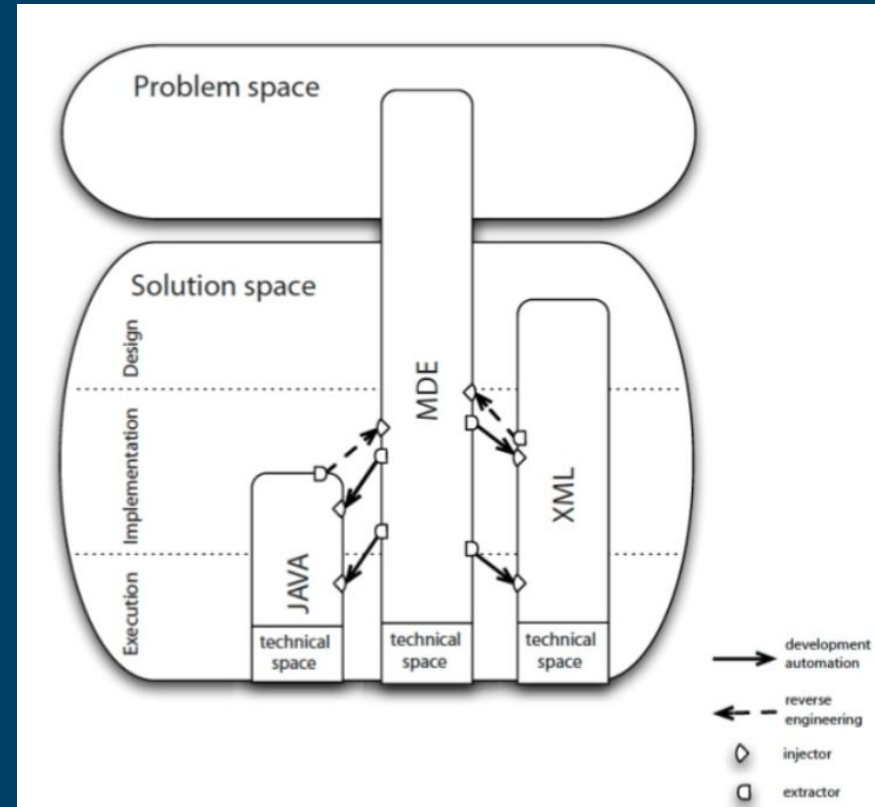 Problem space
Solution space
Design
Implementation
Execution
MDE
JAVA
XML
technical
space
technical
space
technical
space
development
automation
reverse
engineering
injector
extractor